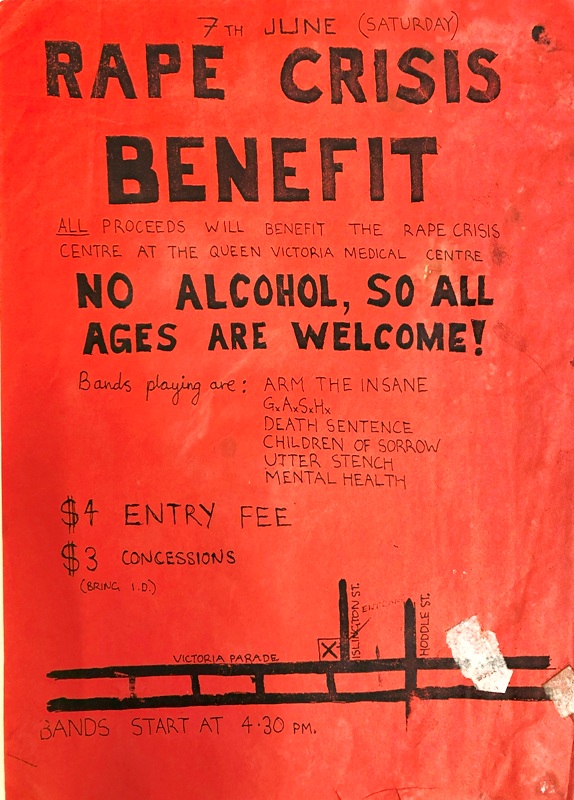 7TH JUNE (SATURDAY)
RAPE CRISIS
BENEFIT
ALL PROCEEDS WILL BENEFIT THE RAPE CRISIS
CENTRE AT THE QUEEN VICTORIA MEDICAL CENTRE
NO ALCOHOL, SO ALL
AGES ARE WELCOME!
Bands playing are: ARM THE INSANE
GxAxSxHx
DEATH SENTENCE
CHILDREN OF SORROW
UTTER STENCH
MENTAL HEALTH
$4 ENTRY FEE
$3 CONCESSIONS
(BRING I.D.)
ISLINGTON ST.
HODDLE ST.
VICTORIA PARADE
BANDS START AT 4·30 PM.